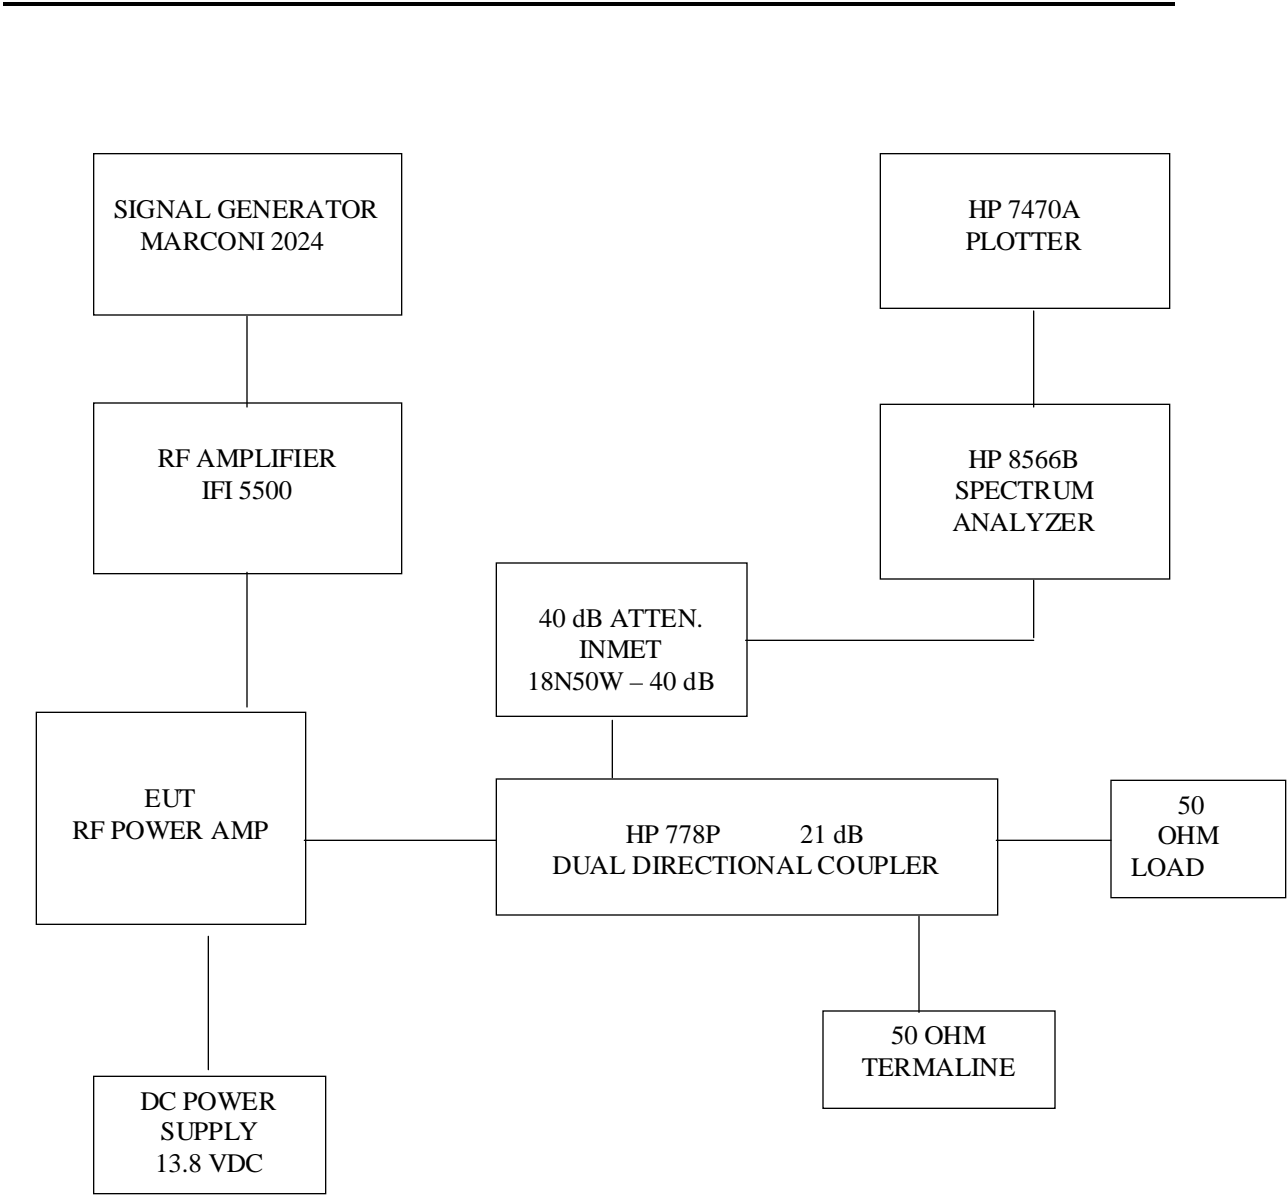 SIGNAL GENERATOR
MARCONI 2024
HP 7470A
PLOTTER
RF AMPLIFIER
IFI 5500
HP 8566B
SPECTRUM
ANALYZER
40 dB ATTEN.
INMET
18N50W – 40 dB
EUT
RF POWER AMP
HP 778P 21 dB
DUAL DIRECTIONAL COUPLER
50
OHM
LOAD
50 OHM
TERMALINE
DC POWER
SUPPLY
13.8 VDC